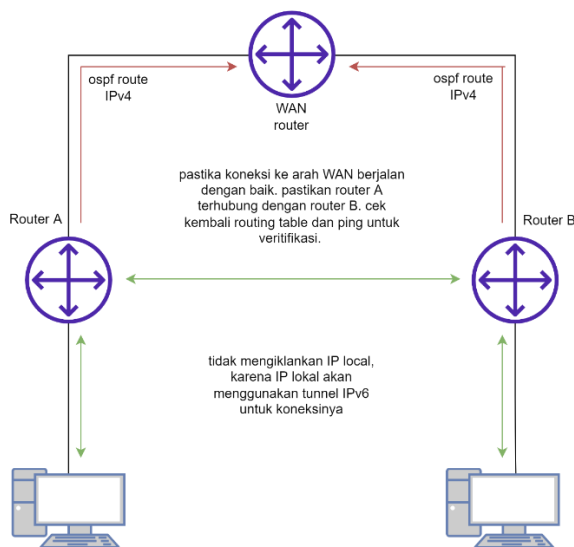 ospf route
IPv4
ospf route
IPv4
WAN
router
pastika koneksi ke arah WAN berjalan
dengan baik. pastikan router A
terhubung dengan router B. cek
kembali routing table dan ping untuk
veritifikasi.
Router A
Router B
tidak mengiklankan IP local,
karena IP lokal akan
menggunakan tunnel IPv6
untuk koneksinya